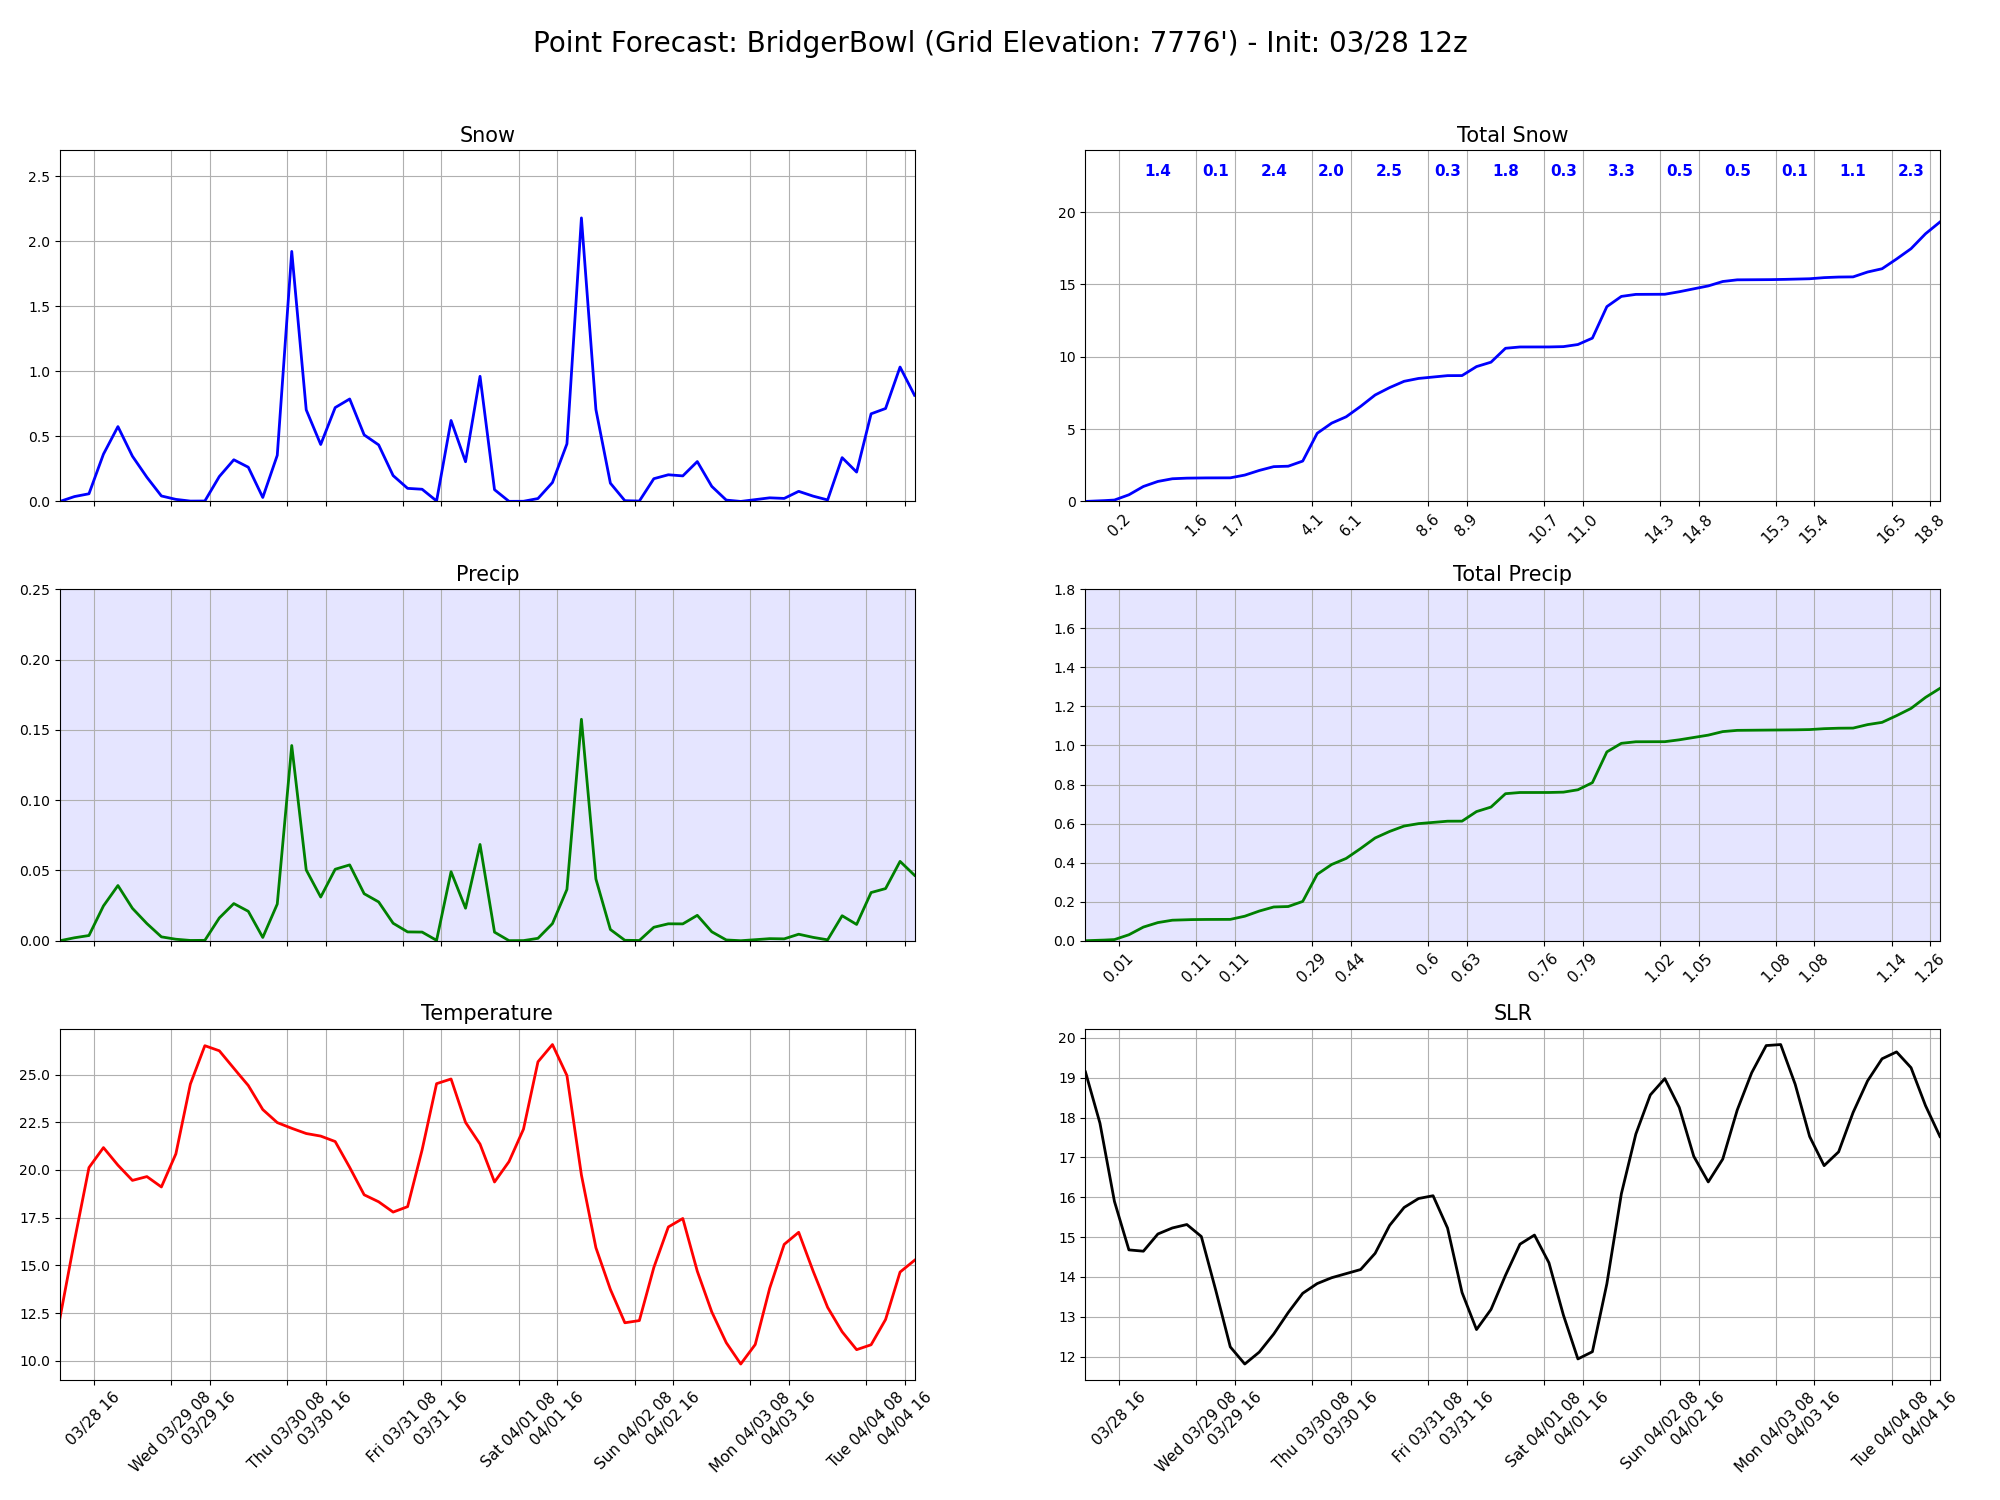 Point Forecast: BridgerBowl (Grid Elevation: 7776') - Init: 03/28 12z
Snow
2.5
2.0
1.5
1.0
0.5
0.0
Total Snow
1.4 0.1 2.4 2.0 2.5 0.3 1.8 0.3 3.3 0.5 0.5 0.1 1.1 2.3
20
15
10
5
0
0.2 1.6 1.7 4.1 6.1 8.6 8.9 10.7 11.0 14.3 14.8 15.3 15.4 16.5 18.8
Precip
0.25
0.20
0.15
0.10
0.05
0.00
Total Precip
1.8
1.6
1.4
1.2
1.0
0.8
0.6
0.4
0.2
0.0
0.01 0.11 0.11 0.29 0.44 0.6 0.63 0.76 0.79 1.02 1.05 1.08 1.08 1.14 1.26
Temperature
25.0
22.5
20.0
17.5
15.0
12.5
10.0
03/28 16
Wed 03/29 08
03/29 16
Thu 03/30 08
03/30 16
Fri 03/31 08
03/31 16
Sat 04/01 08
04/01 16
Sun 04/02 08
04/02 16
Mon 04/03 08
04/03 16
Tue 04/04 08
04/04 16
SLR
20
19
18
17
16
15
14
13
12
03/28 16
Wed 03/29 08
03/29 16
Thu 03/30 08
03/30 16
Fri 03/31 08
03/31 16
Sat 04/01 08
04/01 16
Sun 04/02 08
04/02 16
Mon 04/03 08
04/03 16
Tue 04/04 08
04/04 16